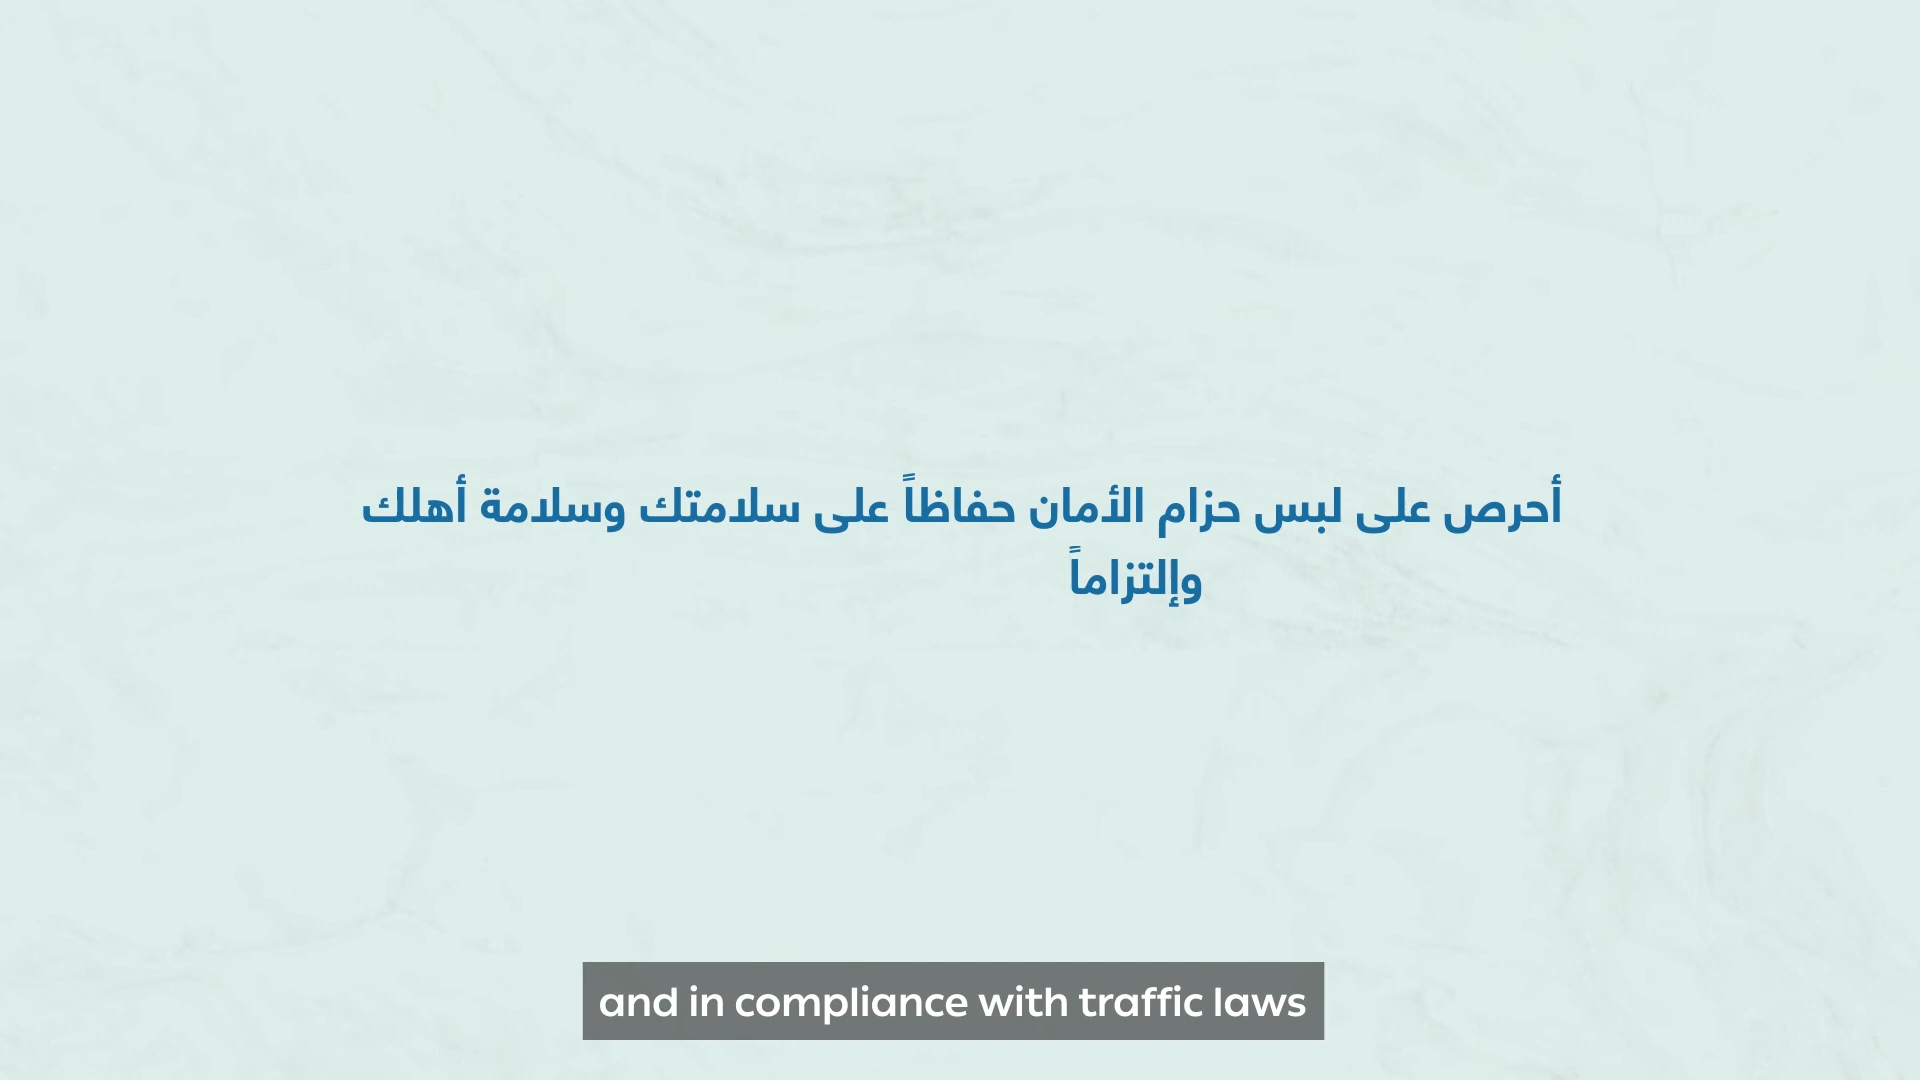 أحرص على لبس حزام الأمان حفاظاً على سلامتك وسلامة أهلك
وإلتزاماً
and in compliance with traffic laws